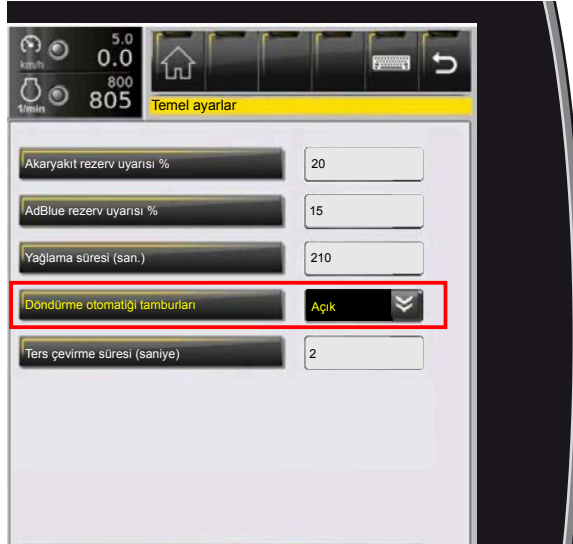 5.0
km/h 0.0
800
1/min 805
Temel ayarlar
Akaryakıt rezerv uyarısı % 20
AdBlue rezerv uyarısı % 15
Yağlama süresi (san.) 210
Döndürme otomatiği tamburları Açık
Ters çevirme süresi (saniye) 2